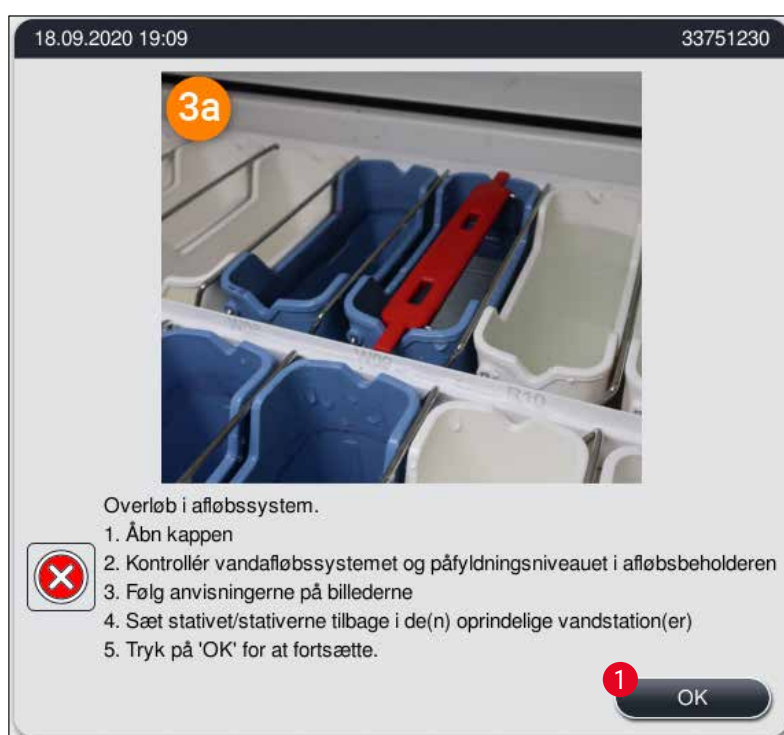 18.09.2020 19:09 33751230
3a
R10
Overløb i afløbssystem.
1. Åbn kappen
2. Kontrollér vandafløbssystemet og påfyldningsniveauet i afløbsbeholderen
3. Følg anvisningerne på billederne
4. Sæt stativet/stativerne tilbage i de(n) oprindelige vandstation(er)
5. Tryk på 'OK' for at fortsætte.
1
OK